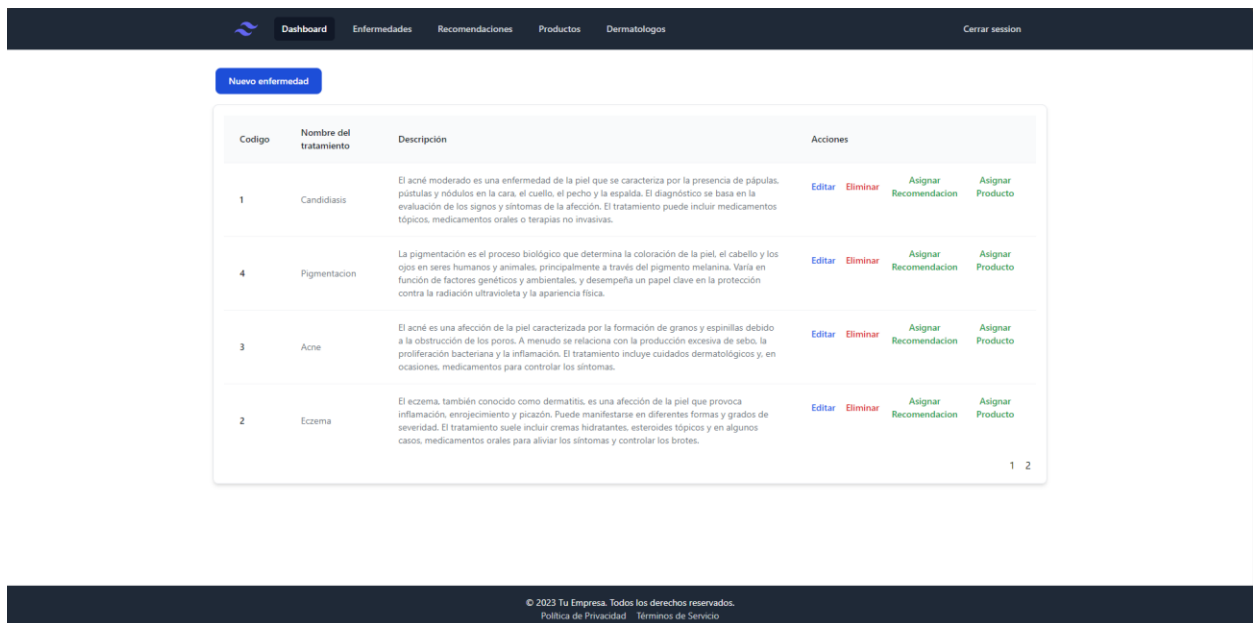 Dashboard Enfermedades Recomendaciones Productos Dermatologos Cerrar session
Nuevo enfermedad
Codigo Nombre del tratamiento Descripción Acciones
1 Candidiasis
El acné moderado es una enfermedad de la piel que se caracteriza por la presencia de pápulas,
pústulas y nódulos en la cara, el cuello, el pecho y la espalda. El diagnóstico se basa en la
evaluación de los signos y síntomas de la afección. El tratamiento puede incluir medicamentos
tópicos, medicamentos orales o terapias no invasivas.
Editar Eliminar Asignar Recomendacion Asignar Producto
4 Pigmentacion
La pigmentación es el proceso biológico que determina la coloración de la piel, el cabello y los
ojos en seres humanos y animales, principalmente a través del pigmento melanina. Varía en
función de factores genéticos y ambientales, y desempeña un papel clave en la protección
contra la radiación ultravioleta y la apariencia física.
Editar Eliminar Asignar Recomendacion Asignar Producto
3 Acne
El acné es una afección de la piel caracterizada por la formación de granos y espinillas debido
a la obstrucción de los poros. A menudo se relaciona con la producción excesiva de sebo, la
proliferación bacteriana y la inflamación. El tratamiento incluye cuidados dermatológicos y, en
ocasiones, medicamentos para controlar los síntomas.
Editar Eliminar Asignar Recomendacion Asignar Producto
2 Eczema
El eczema, también conocido como dermatitis, es una afección de la piel que provoca
inflamación, enrojecimiento y picazón. Puede manifestarse en diferentes formas y grados de
severidad. El tratamiento suele incluir cremas hidratantes, esteroides tópicos y en algunos
casos, medicamentos orales para aliviar los síntomas y controlar los brotes.
Editar Eliminar Asignar Recomendacion Asignar Producto
1 2
© 2023 Tu Empresa. Todos los derechos reservados.
Política de Privacidad Términos de Servicio